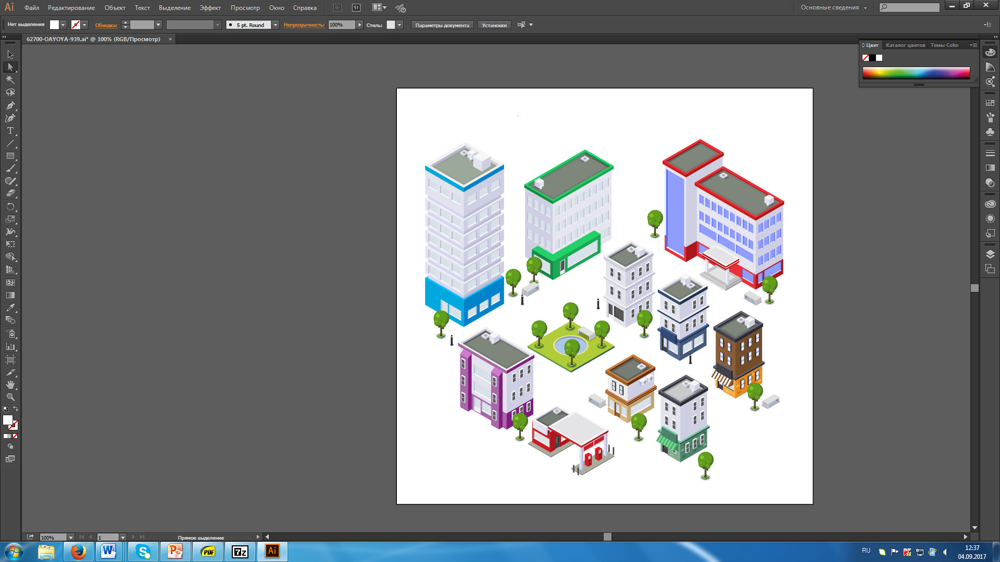 Ai Файл Редактирование Объект Текст Выделение Эффект Просмотр Окно Справка Br St Основные сведения
Нет выделения Обводка: 5 pt. Round Непрозрачность: 100% Стиль: Параметры документа Установки
62700-OAYOYA-939.ai* @ 100% (RGB/Просмотр) ×
Цвет Каталог цветов Темы Color
100% 1 Прямое выделение
W S P PDF 7z Ai RU 12:37
04.09.2017